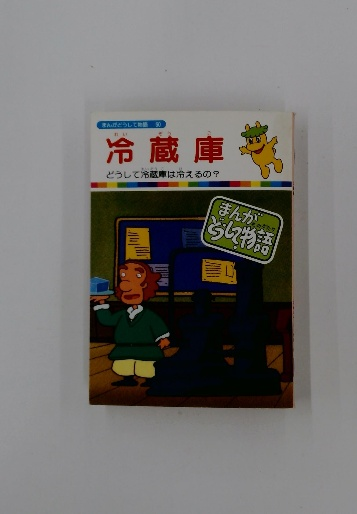 まんがどうして物語
冷蔵庫
どうして冷蔵庫は冷えるの？
まんが
どうして物語